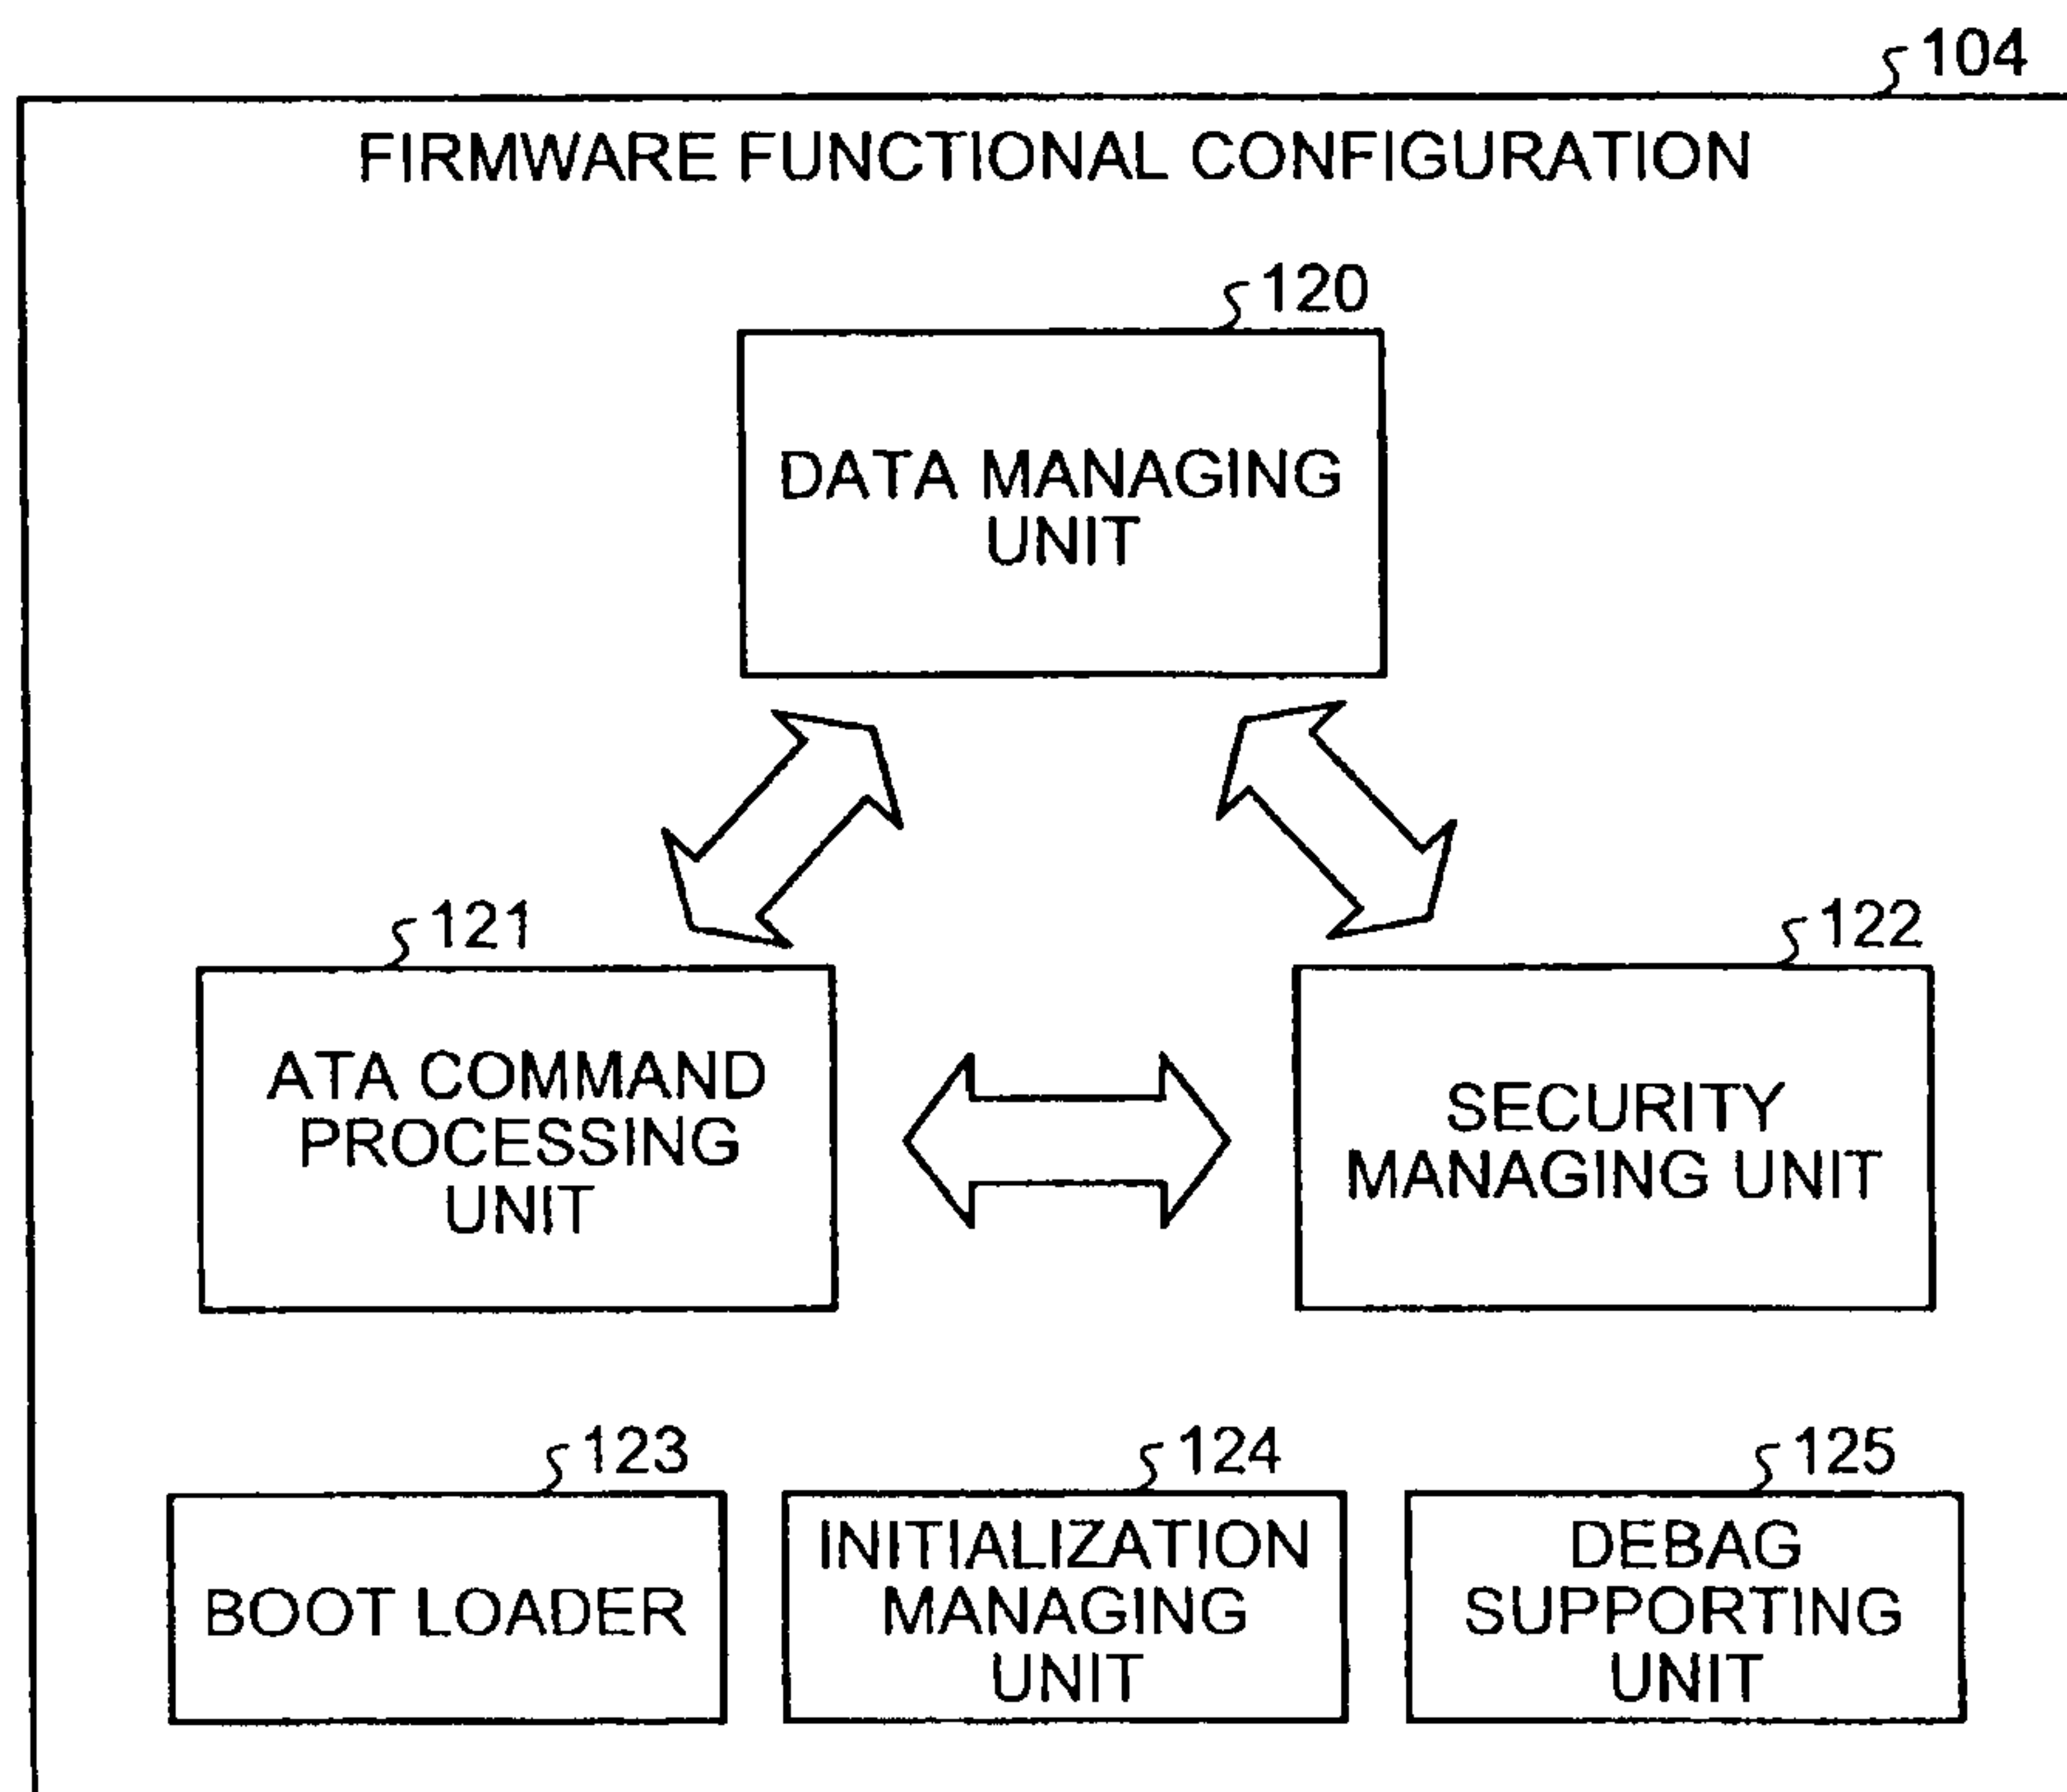 104
FIRMWARE FUNCTIONAL CONFIGURATION
120
DATA MANAGING
UNIT
121
ATA COMMAND
PROCESSING
UNIT
122
SECURITY
MANAGING UNIT
123
BOOT LOADER
124
INITIALIZATION
MANAGING
UNIT
125
DEBAG
SUPPORTING
UNIT